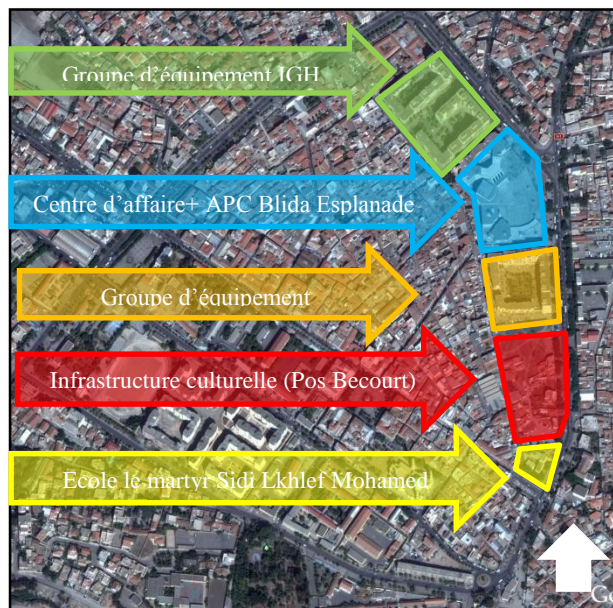 Groupe d'équipement IGH
Centre d'affaire+ APC Blida Esplanade
Groupe d'équipement
Infrastructure culturelle (Pos Becourt)
Ecole le martyr Sidi Lkhlef Mohamed